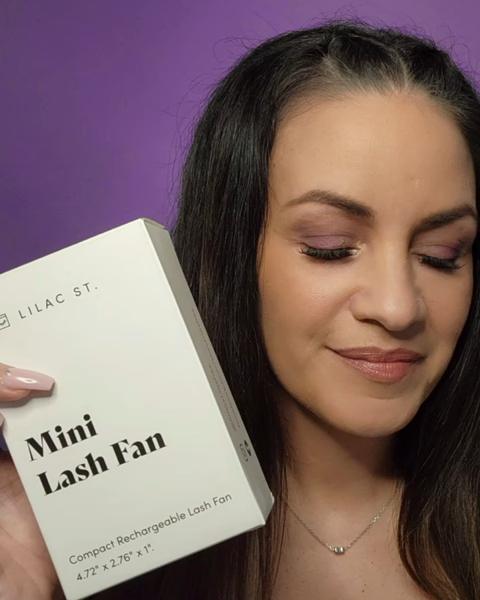 LILAC ST.
Mini
Lash Fan
Compact Rechargeable Lash Fan
4.72" x 2.76" x 1".